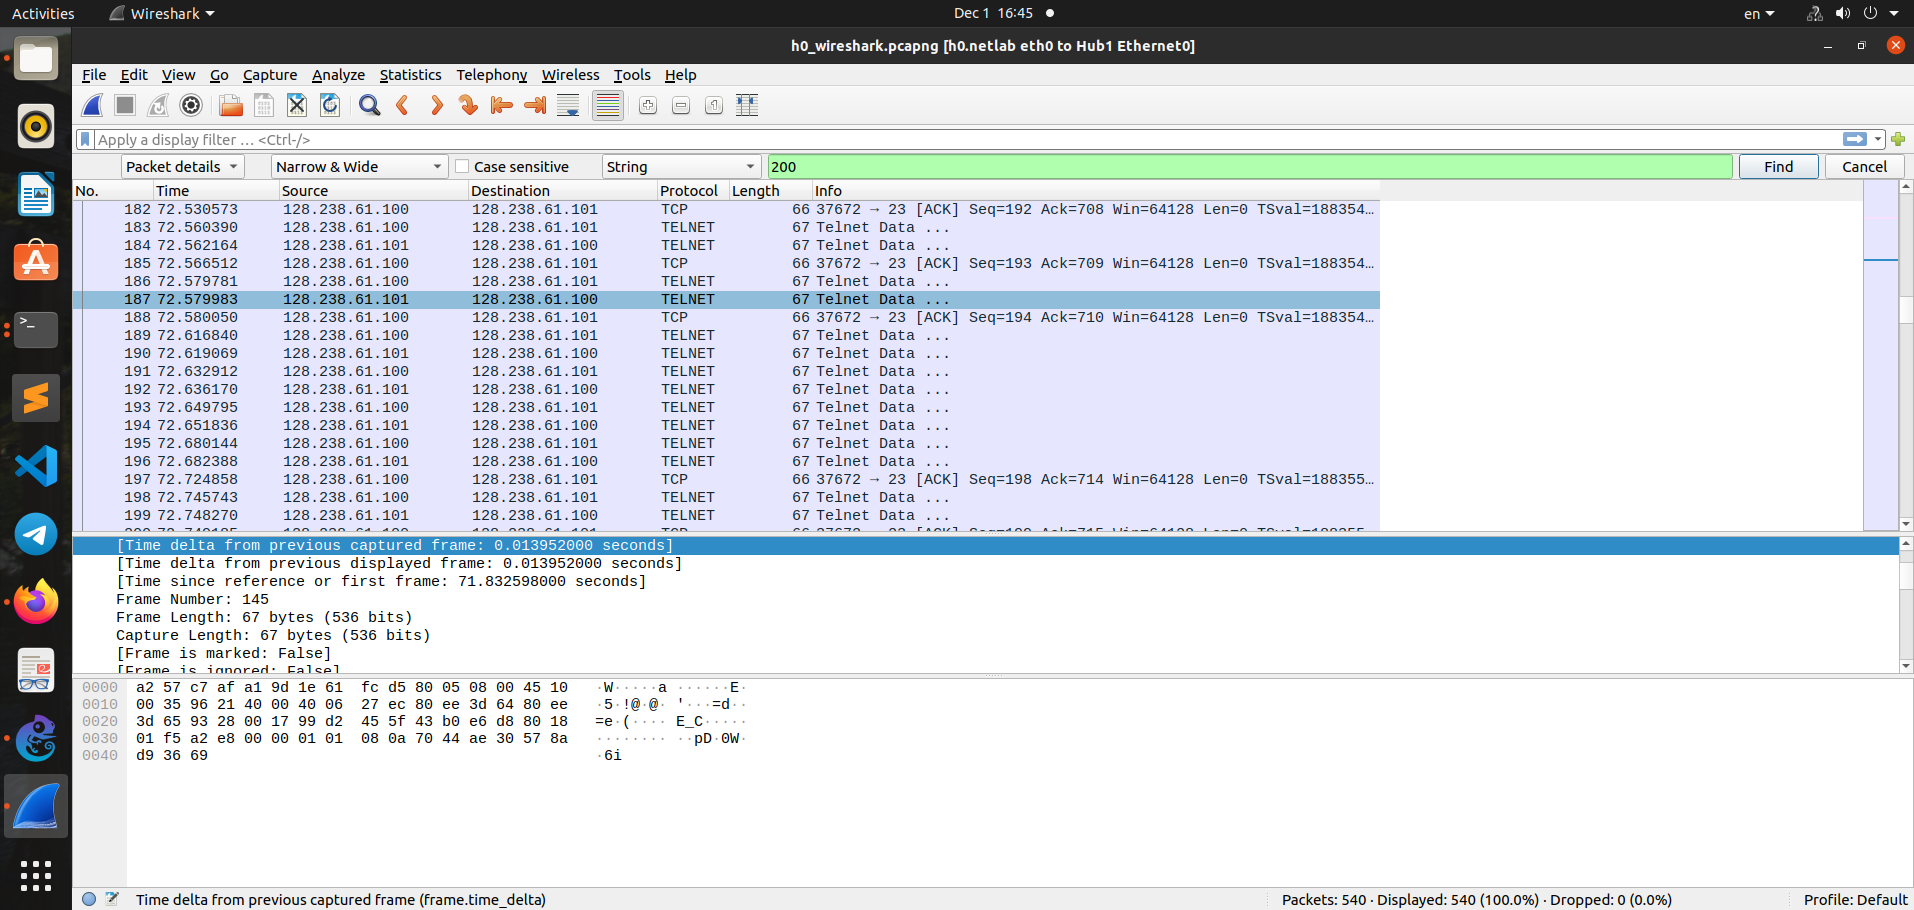 Activities Wireshark Dec 1 16:45 en
h0_wireshark.pcapng [h0.netlab eth0 to Hub1 Ethernet0]
File Edit View Go Capture Analyze Statistics Telephony Wireless Tools Help
Apply a display filter … <Ctrl-/>
Packet details Narrow & Wide Case sensitive String 200 Find Cancel
No. Time Source Destination Protocol Length Info
182 72.530573 128.238.61.100 128.238.61.101 TCP 66 37672 → 23 [ACK] Seq=192 Ack=708 Win=64128 Len=0 TSval=188354…
183 72.560390 128.238.61.100 128.238.61.101 TELNET 67 Telnet Data ...
184 72.562164 128.238.61.101 128.238.61.100 TELNET 67 Telnet Data ...
185 72.566512 128.238.61.100 128.238.61.101 TCP 66 37672 → 23 [ACK] Seq=193 Ack=709 Win=64128 Len=0 TSval=188354…
186 72.579781 128.238.61.100 128.238.61.101 TELNET 67 Telnet Data ...
187 72.579983 128.238.61.101 128.238.61.100 TELNET 67 Telnet Data ...
188 72.580050 128.238.61.100 128.238.61.101 TCP 66 37672 → 23 [ACK] Seq=194 Ack=710 Win=64128 Len=0 TSval=188354…
189 72.616840 128.238.61.100 128.238.61.101 TELNET 67 Telnet Data ...
190 72.619069 128.238.61.101 128.238.61.100 TELNET 67 Telnet Data ...
191 72.632912 128.238.61.100 128.238.61.101 TELNET 67 Telnet Data ...
192 72.636170 128.238.61.101 128.238.61.100 TELNET 67 Telnet Data ...
193 72.649795 128.238.61.100 128.238.61.101 TELNET 67 Telnet Data ...
194 72.651836 128.238.61.101 128.238.61.100 TELNET 67 Telnet Data ...
195 72.680144 128.238.61.100 128.238.61.101 TELNET 67 Telnet Data ...
196 72.682388 128.238.61.101 128.238.61.100 TELNET 67 Telnet Data ...
197 72.724858 128.238.61.100 128.238.61.101 TCP 66 37672 → 23 [ACK] Seq=198 Ack=714 Win=64128 Len=0 TSval=188355…
198 72.745743 128.238.61.100 128.238.61.101 TELNET 67 Telnet Data ...
199 72.748270 128.238.61.101 128.238.61.100 TELNET 67 Telnet Data ...
[Time delta from previous captured frame: 0.013952000 seconds]
[Time delta from previous displayed frame: 0.013952000 seconds]
[Time since reference or first frame: 71.832598000 seconds]
Frame Number: 145
Frame Length: 67 bytes (536 bits)
Capture Length: 67 bytes (536 bits)
[Frame is marked: False]
[Frame is ignored: False]
0000 a2 57 c7 af a1 9d 1e 61 fc d5 80 05 08 00 45 10 ·W·····a ······E·
0010 00 35 96 21 40 00 40 06 27 ec 80 ee 3d 64 80 ee ·5·!@·@· '···=d··
0020 3d 65 93 28 00 17 99 d2 45 5f 43 b0 e6 d8 80 18 =e·(···· E_C·····
0030 01 f5 a2 e8 00 00 01 01 08 0a 70 44 ae 30 57 8a ········ ··pD·0W·
0040 d9 36 69 ·6i
Time delta from previous captured frame (frame.time_delta) Packets: 540 · Displayed: 540 (100.0%) · Dropped: 0 (0.0%) Profile: Default